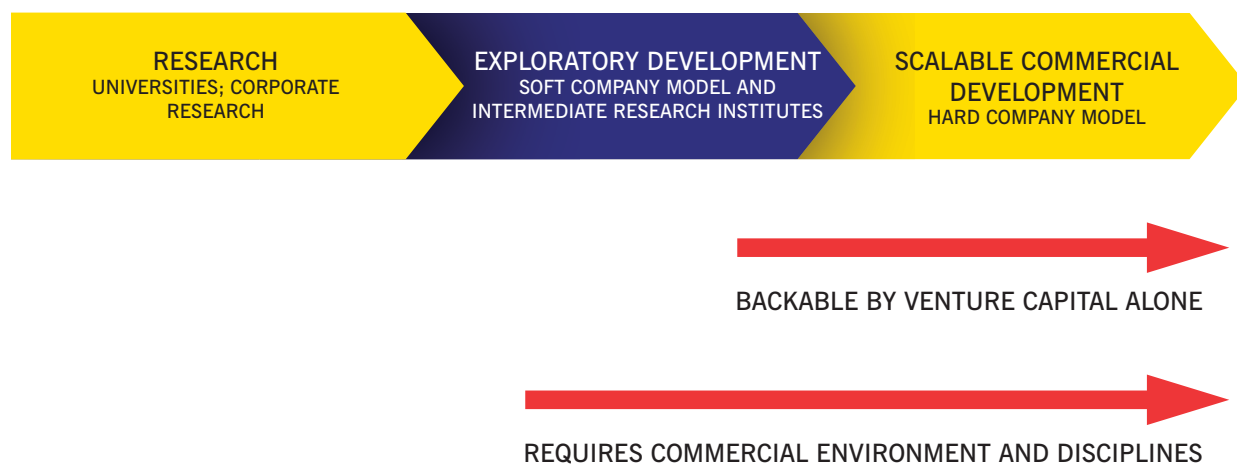 RESEARCH
UNIVERSITIES; CORPORATE
RESEARCH
EXPLORATORY DEVELOPMENT
SOFT COMPANY MODEL AND
INTERMEDIATE RESEARCH INSTITUTES
SCALABLE COMMERCIAL
DEVELOPMENT
HARD COMPANY MODEL
BACKABLE BY VENTURE CAPITAL ALONE
REQUIRES COMMERCIAL ENVIRONMENT AND DISCIPLINES